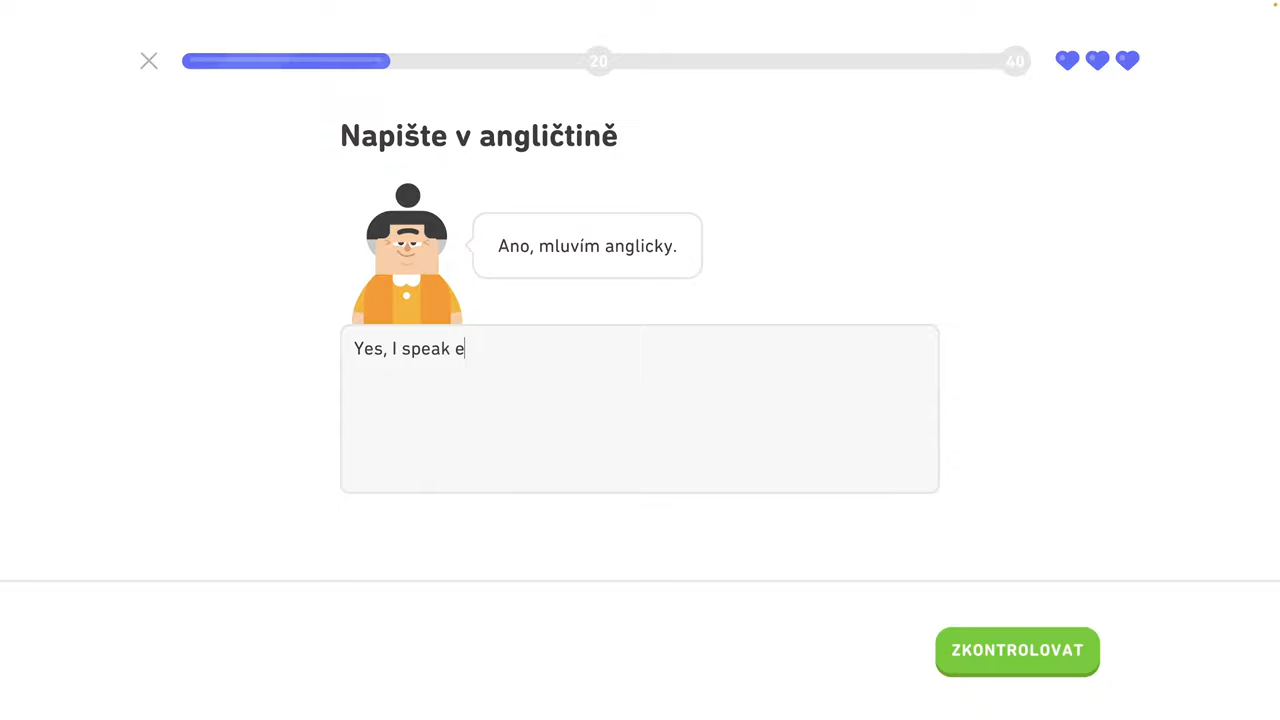 20
40
Napište v angličtině
Ano, mluvím anglicky.
Yes, I speak e
ZKONTROLOVAT